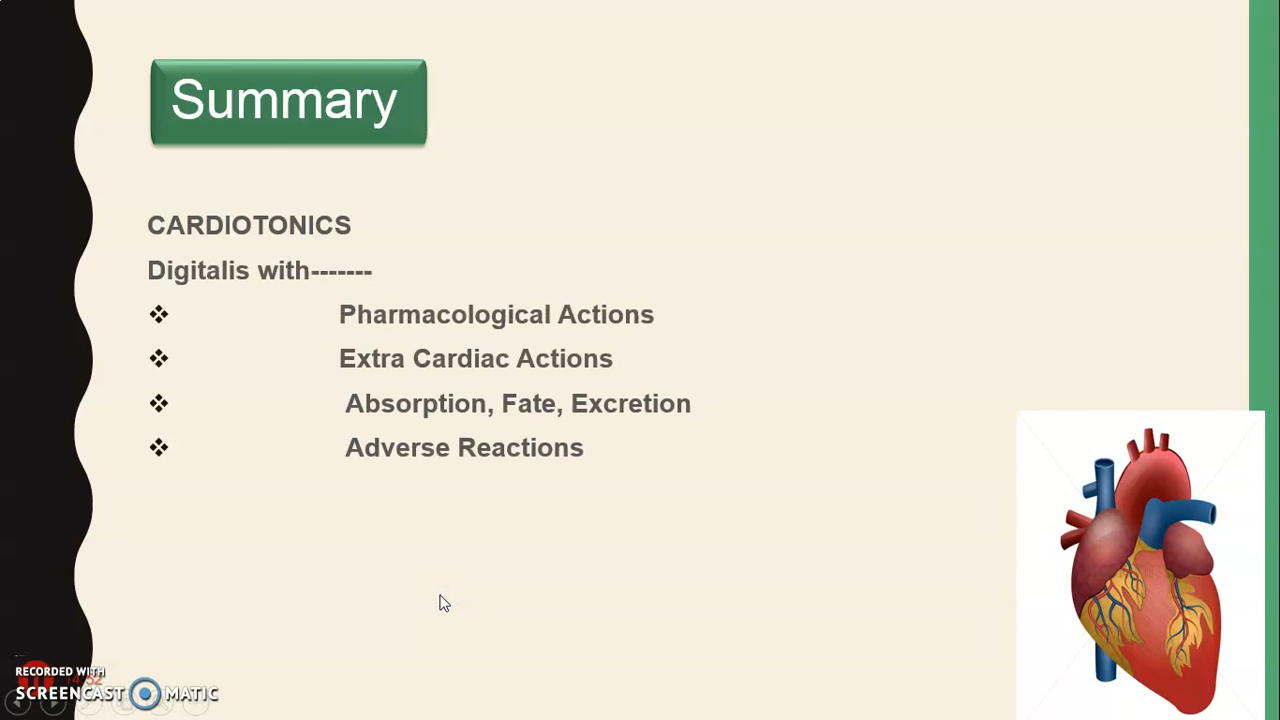 Summary
CARDIOTONICS
Digitalis with-------
❖ Pharmacological Actions
❖ Extra Cardiac Actions
❖ Absorption, Fate, Excretion
❖ Adverse Reactions
RECORDED WITH
SCREENCAST MATIC